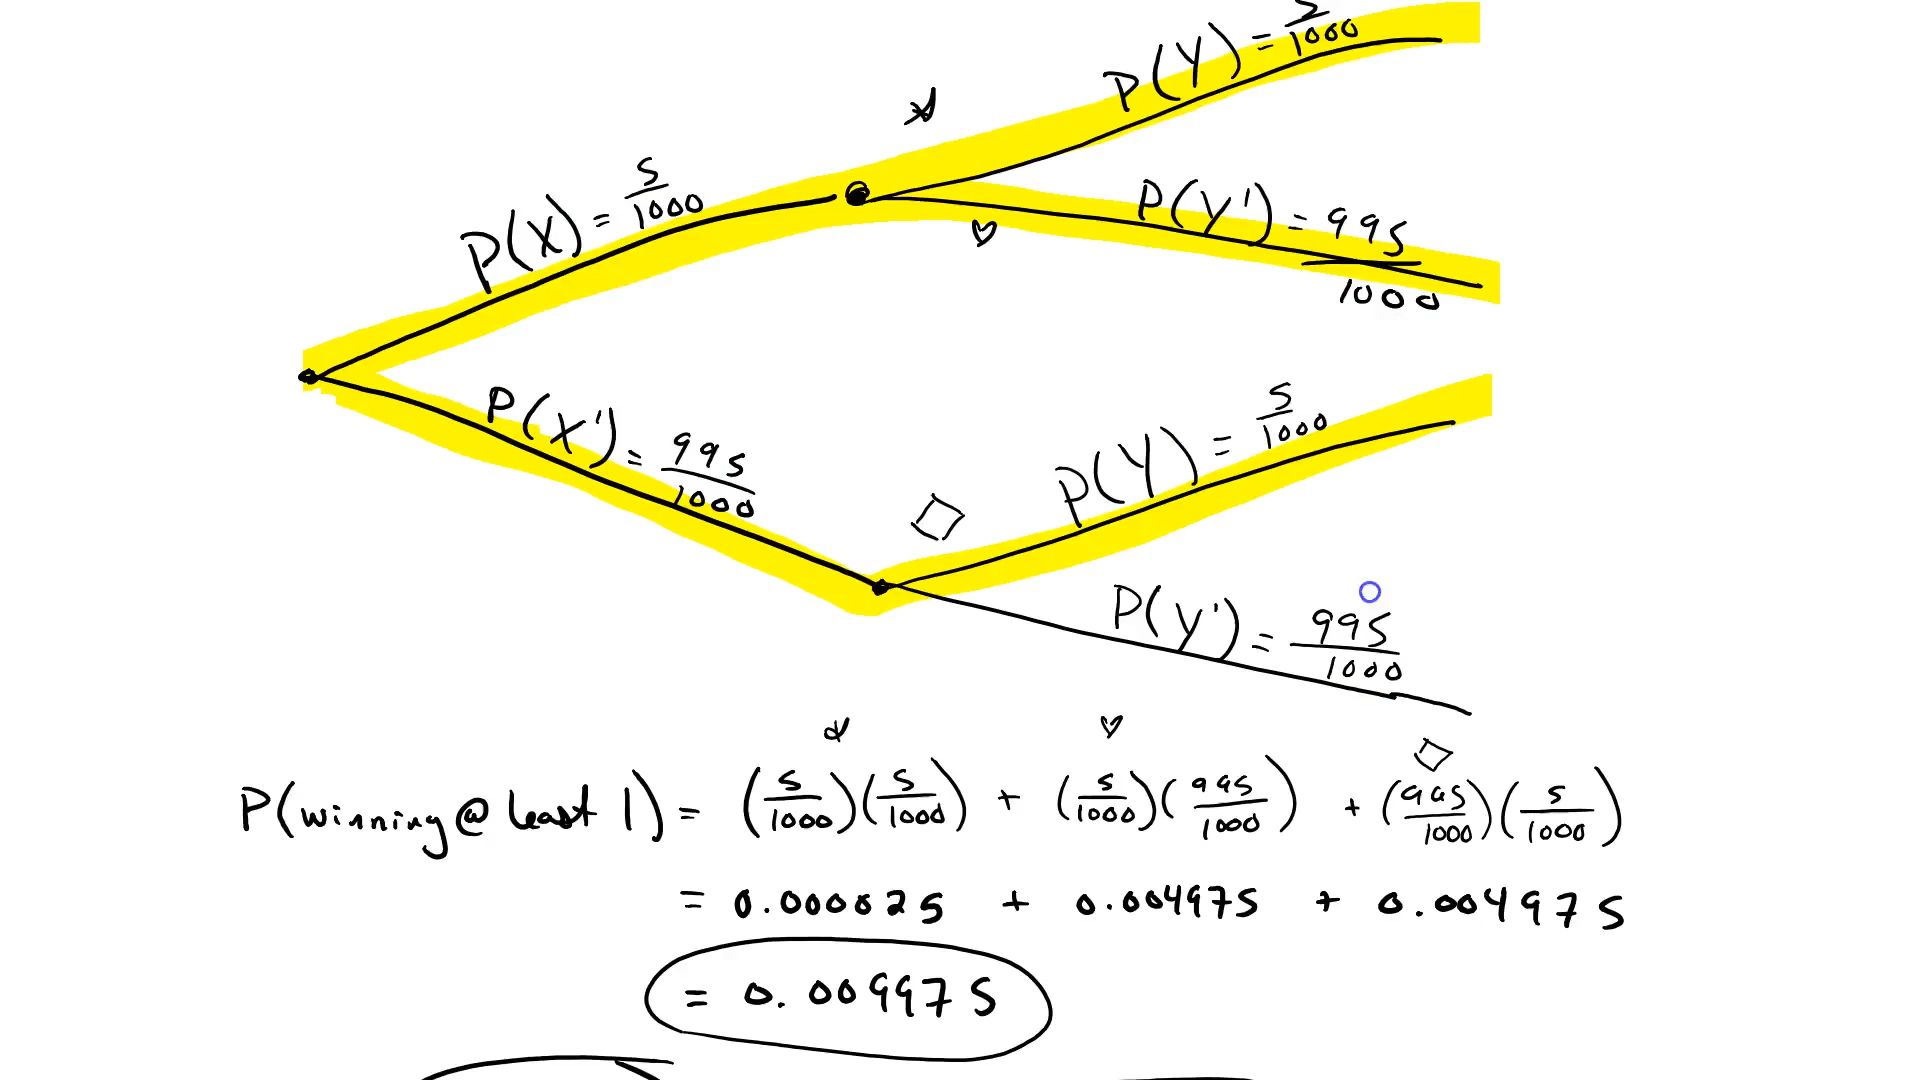 P(Y) = 5/1000
P(X) = 5/1000
P(Y') = 995/1000
P(X') = 995/1000
P(Y) = 5/1000
P(Y') = 995/1000
P(winning @ least 1) = (5/1000)(5/1000) + (5/1000)(995/1000) + (995/1000)(5/1000)
= 0.000025 + 0.004975 + 0.004975
= 0.009975